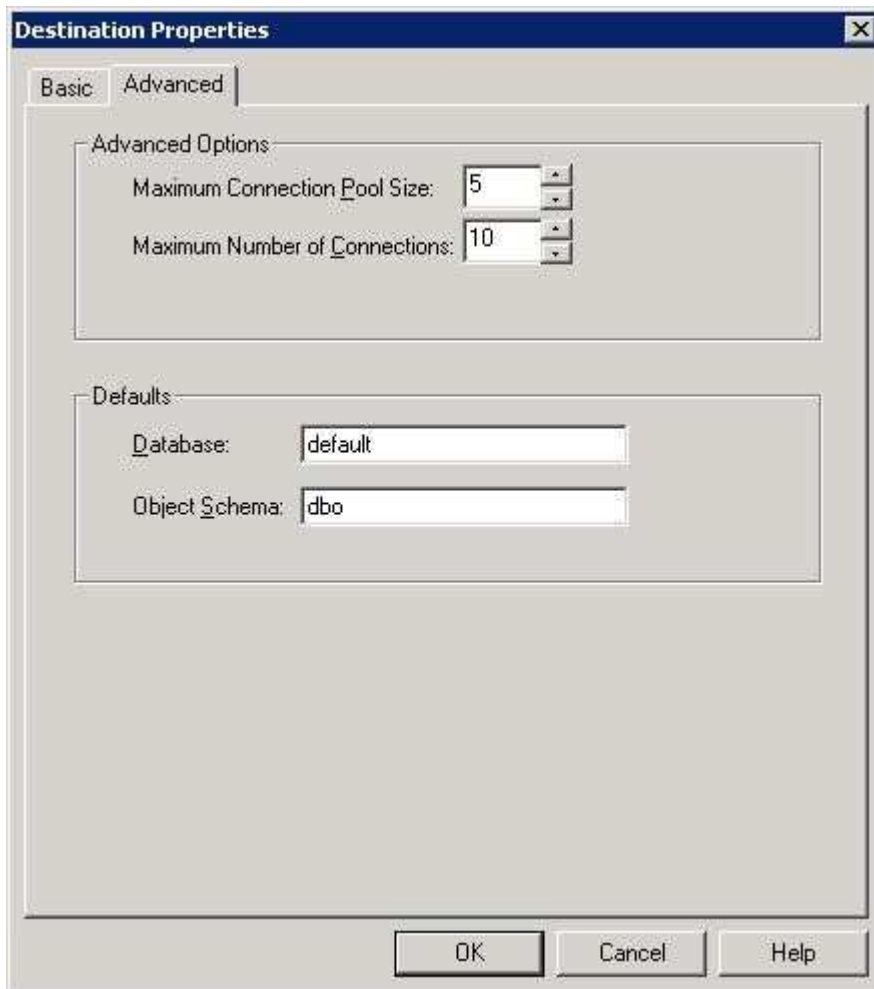 Destination Properties
Basic Advanced
Advanced Options
Maximum Connection Pool Size: 5
Maximum Number of Connections: 10
Defaults
Database: default
Object Schema: dbo
OK Cancel Help